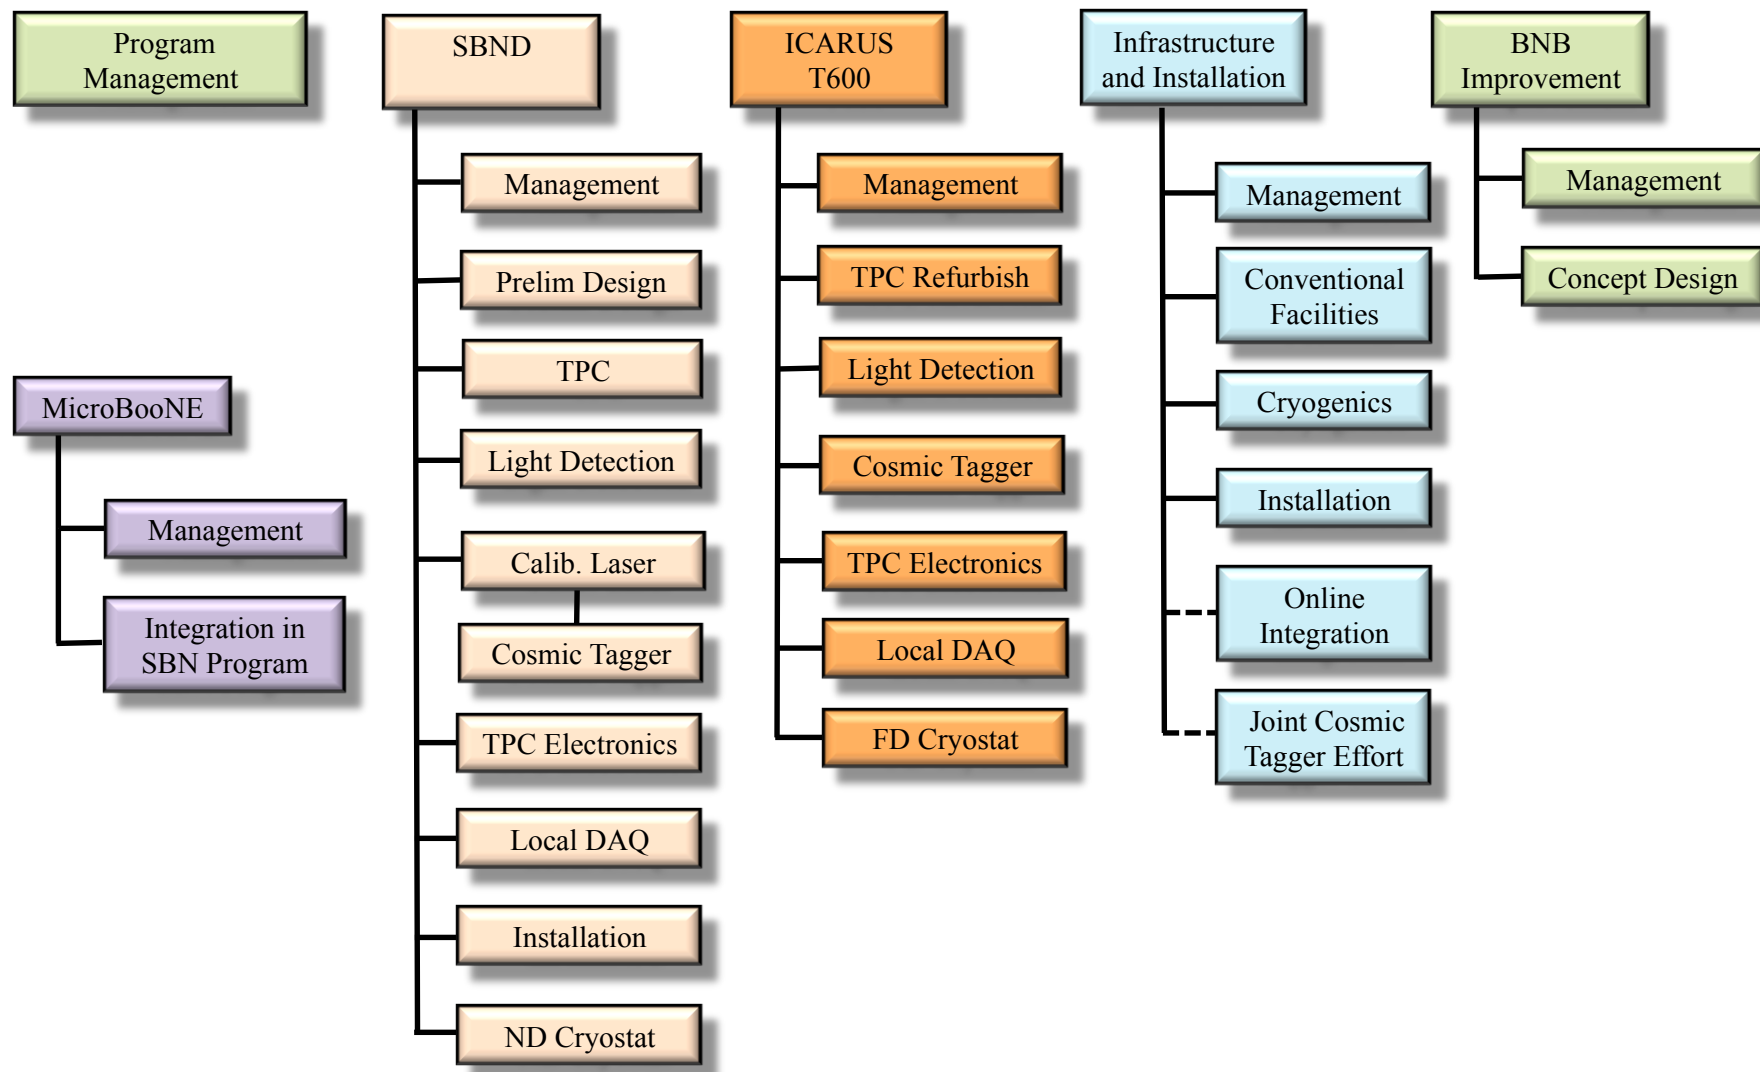 Program
Management
MicroBooNE
Management
Integration in
SBN Program
SBND
Management
Prelim Design
TPC
Light Detection
Calib. Laser
Cosmic Tagger
TPC Electronics
Local DAQ
Installation
ND Cryostat
ICARUS
T600
Management
TPC Refurbish
Light Detection
Cosmic Tagger
TPC Electronics
Local DAQ
FD Cryostat
Infrastructure
and Installation
Management
Conventional
Facilities
Cryogenics
Installation
Online
Integration
Joint Cosmic
Tagger Effort
BNB
Improvement
Management
Concept Design